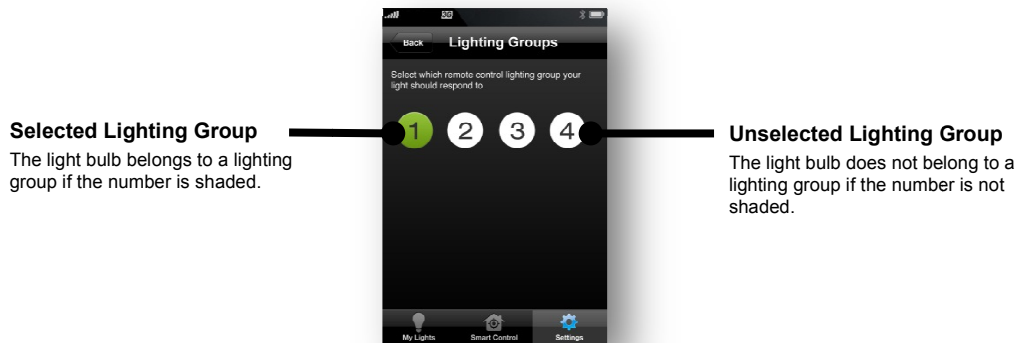 3G
Back
Lighting Groups
Select which remote control lighting group your
light should respond to
1 2 3 4
Selected Lighting Group
The light bulb belongs to a lighting
group if the number is shaded.
Unselected Lighting Group
The light bulb does not belong to a
lighting group if the number is not
shaded.
My Lights
Smart Control
Settings